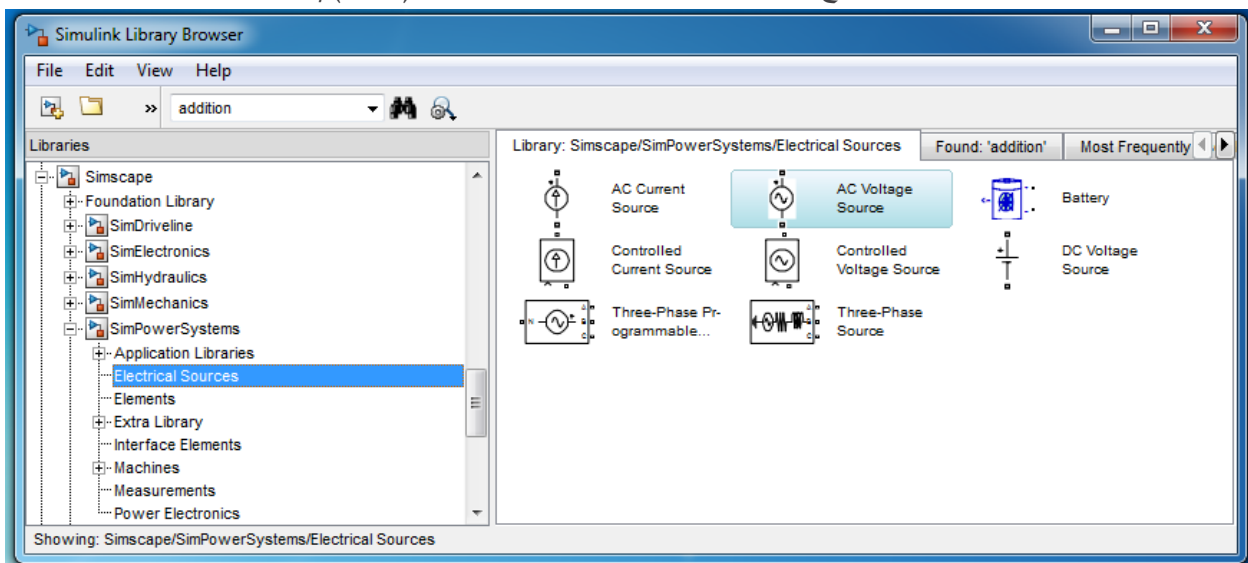 Simulink Library Browser
File Edit View Help
» addition
Libraries
Library: Simscape/SimPowerSystems/Electrical Sources
Found: 'addition'
Most Frequently
Simscape
Foundation Library
SimDriveline
SimElectronics
SimHydraulics
SimMechanics
SimPowerSystems
Application Libraries
Electrical Sources
Elements
Extra Library
Interface Elements
Machines
Measurements
Power Electronics
AC Current
Source
AC Voltage
Source
Battery
Controlled
Current Source
Controlled
Voltage Source
DC Voltage
Source
Three-Phase Pr-
ogrammable...
Three-Phase
Source
Showing: Simscape/SimPowerSystems/Electrical Sources